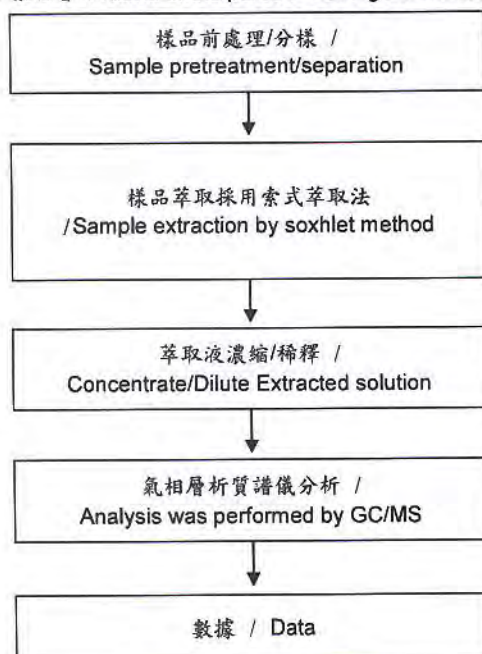 樣品前處理/分樣 /
Sample pretreatment/separation
樣品萃取採用索式萃取法
/Sample extraction by soxhlet method
萃取液濃縮/稀釋 /
Concentrate/Dilute Extracted solution
氣相層析質譜儀分析 /
Analysis was performed by GC/MS
數據 / Data